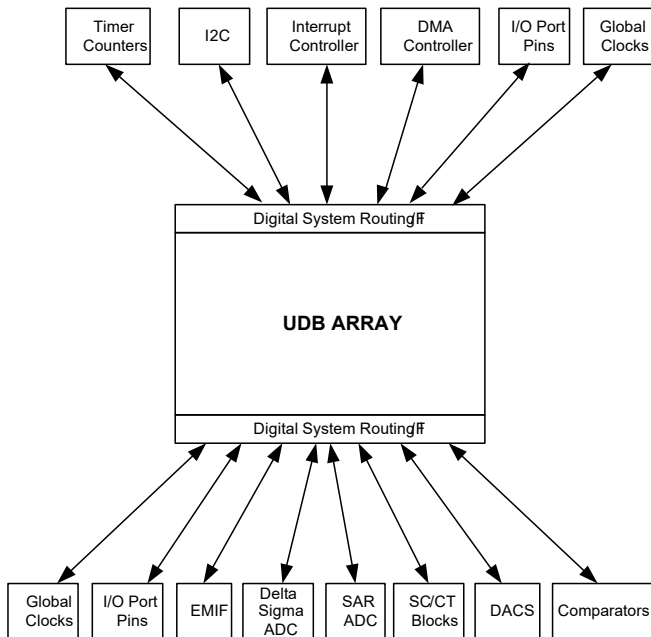 Timer
Counters
I2C
Interrupt
Controller
DMA
Controller
I/O Port
Pins
Global
Clocks
Digital System Routing I/F
UDB ARRAY
Digital System Routing I/F
Global
Clocks
I/O Port
Pins
EMIF
Delta
Sigma
ADC
SAR
ADC
SC/CT
Blocks
DACS
Comparators